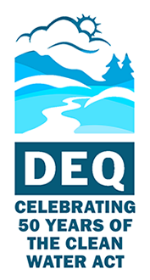 DEQ
CELEBRATING
50 YEARS OF
THE CLEAN
WATER ACT